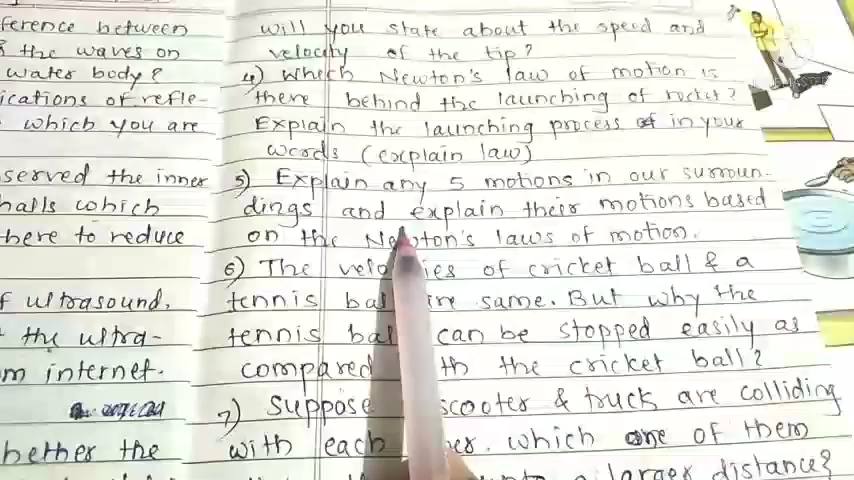 ference between
& the waves on
water body?
ications of refle-
which you are
served the inner
halls which
here to reduce
f ultrasound.
the ultra-
m internet.
hether the
will you state about the speed and
velocity of the tip?
4) Which Newton's law of motion is
there behind the launching of rocket?
Explain the launching process of in your
words (explain law)
5) Explain any 5 motions in our surroun-
dings and explain their motions based
on the Newton's laws of motion.
6) The velo ies of cricket ball & a
tennis bal are same. But why the
tennis bal can be stopped easily as
compared th the cricket ball?
7) Suppose scooter & truck are colliding
with each her. which one of them
a larger distance?